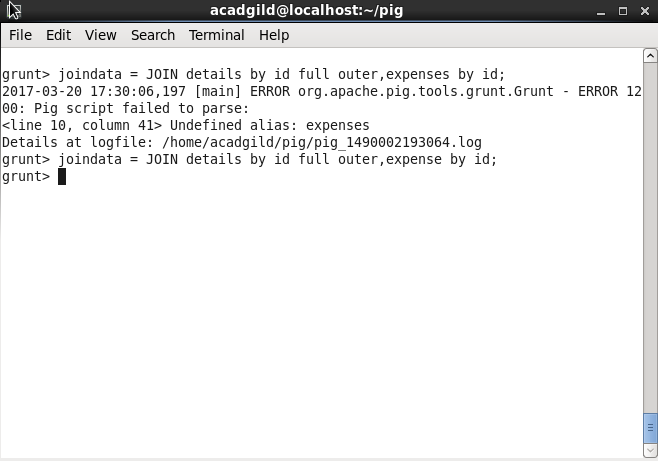 acadgild@localhost:~/pig
File Edit View Search Terminal Help
grunt> joindata = JOIN details by id full outer,expenses by id;
2017-03-20 17:30:06,197 [main] ERROR org.apache.pig.tools.grunt.Grunt - ERROR 12
00: Pig script failed to parse:
<line 10, column 41> Undefined alias: expenses
Details at logfile: /home/acadgild/pig/pig_1490002193064.log
grunt> joindata = JOIN details by id full outer,expense by id;
grunt>